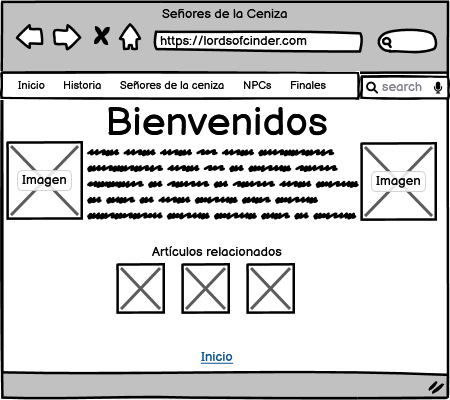 Señores de la Ceniza
https://lordsofcinder.com
Inicio Historia Señores de la ceniza NPCs Finales search
Bienvenidos
Imagen Imagen
Artículos relacionados
Inicio